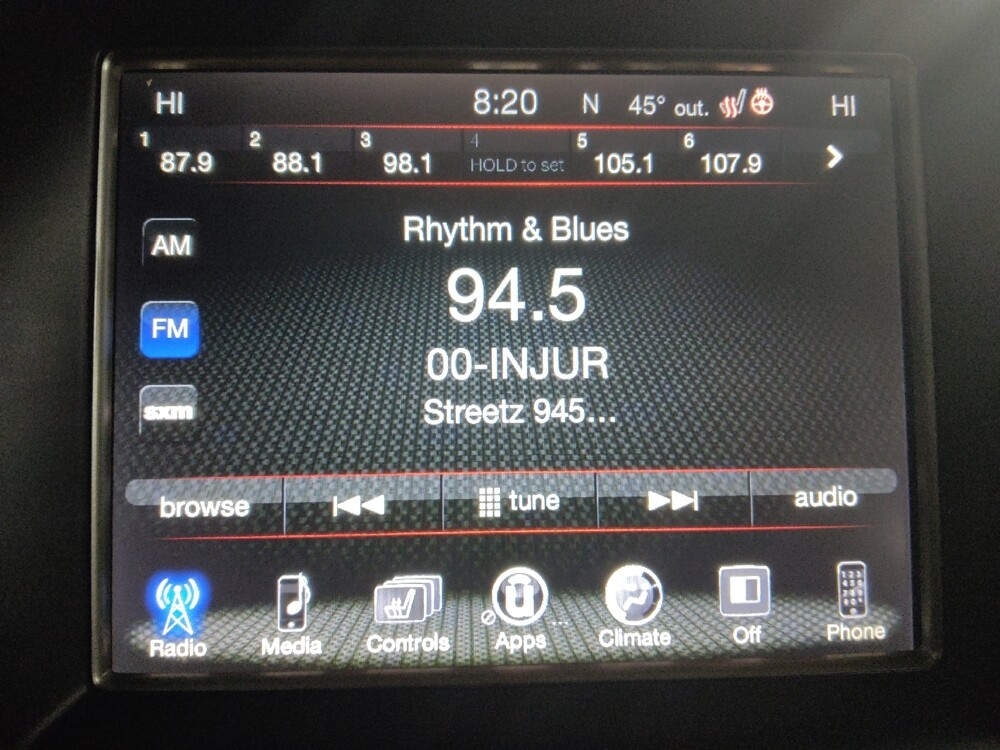 HI 8:20 N 45° out. HI
1 2 3 4 5 6
87.9 88.1 98.1 HOLD to set 105.1 107.9
AM
FM
sxm
Rhythm & Blues
94.5
00-INJUR
Streetz 945...
browse tune audio
Radio Media Controls Apps ... Climate Off Phone